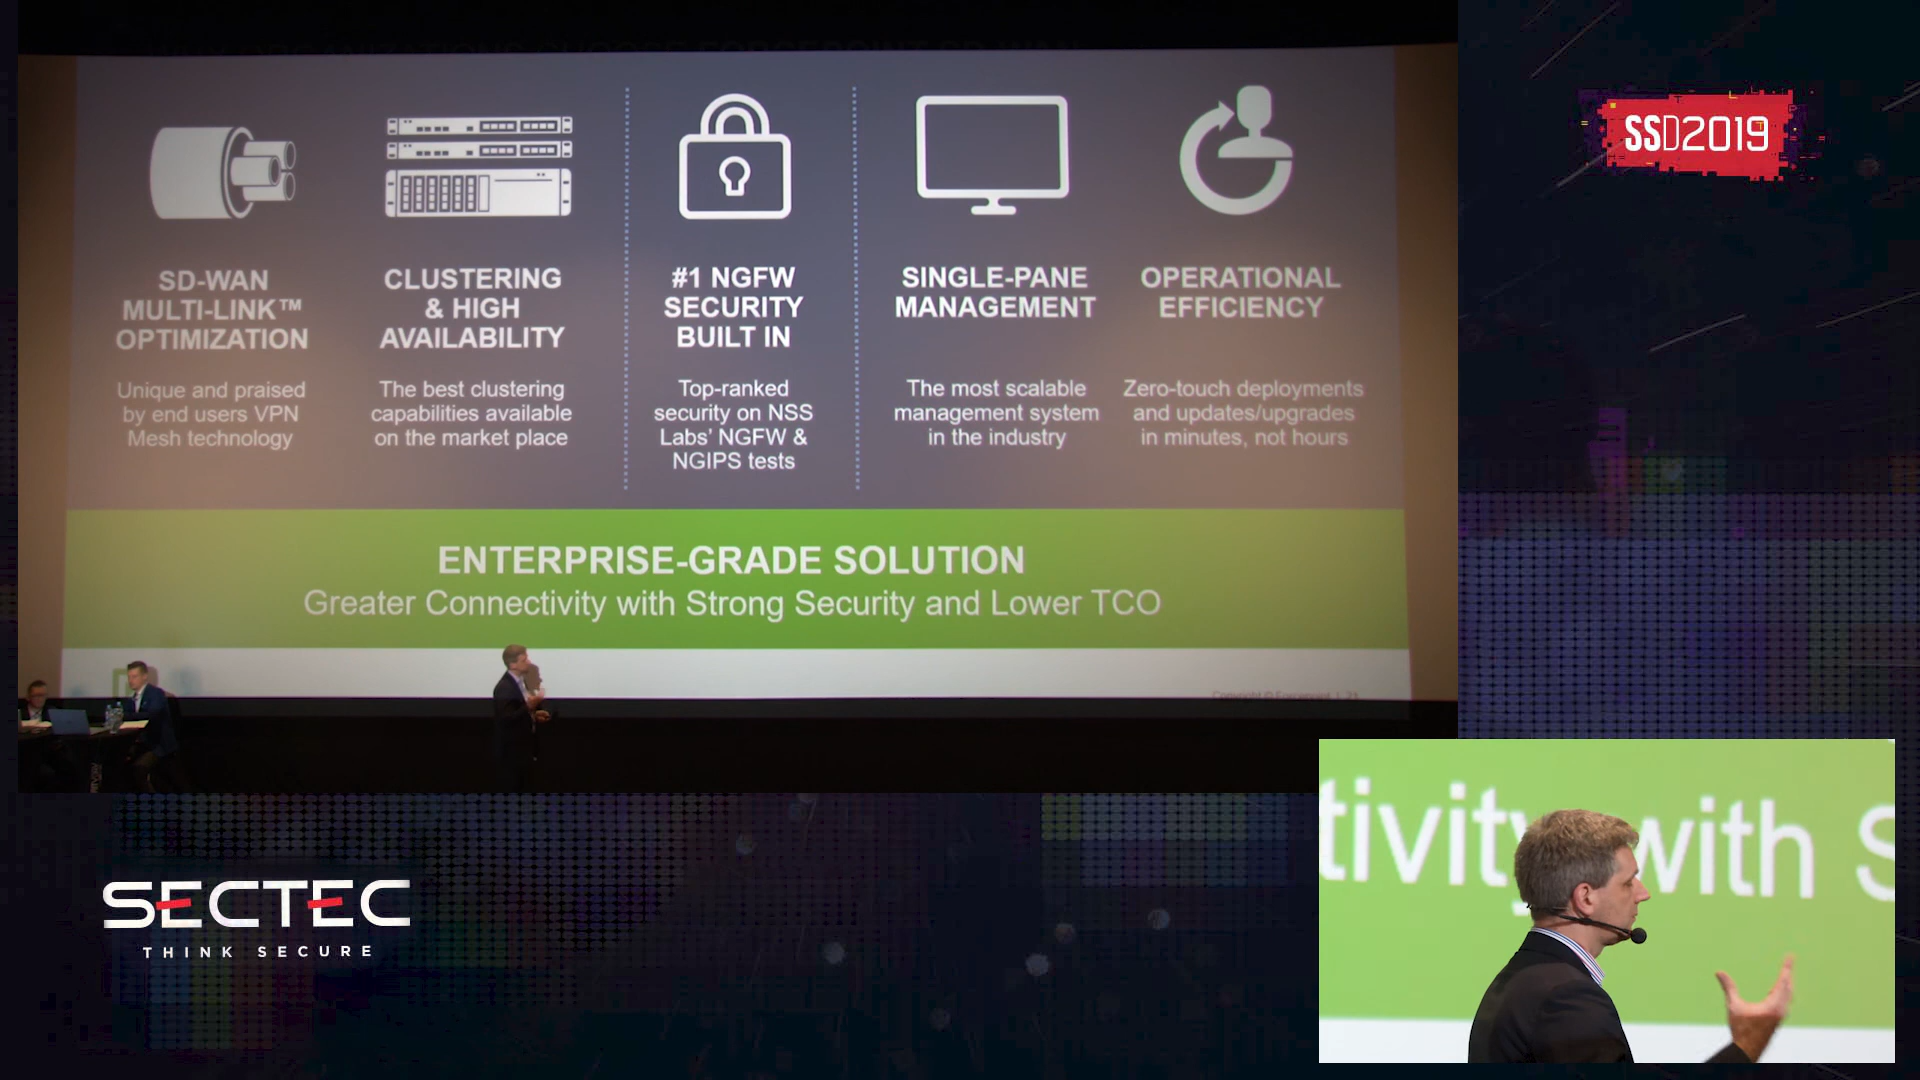 SSD2019
SD-WAN
MULTI-LINK™
OPTIMIZATION
Unique and praised
by end users VPN
Mesh technology
CLUSTERING
& HIGH
AVAILABILITY
The best clustering
capabilities available
on the market place
#1 NGFW
SECURITY
BUILT IN
Top-ranked
security on NSS
Labs' NGFW &
NGIPS tests
SINGLE-PANE
MANAGEMENT
The most scalable
management system
in the industry
OPERATIONAL
EFFICIENCY
Zero-touch deployments
and updates/upgrades
in minutes, not hours
ENTERPRISE-GRADE SOLUTION
Greater Connectivity with Strong Security and Lower TCO
Copyright © Forcepoint | 21
tivity with S
SECTEC
THINK SECURE